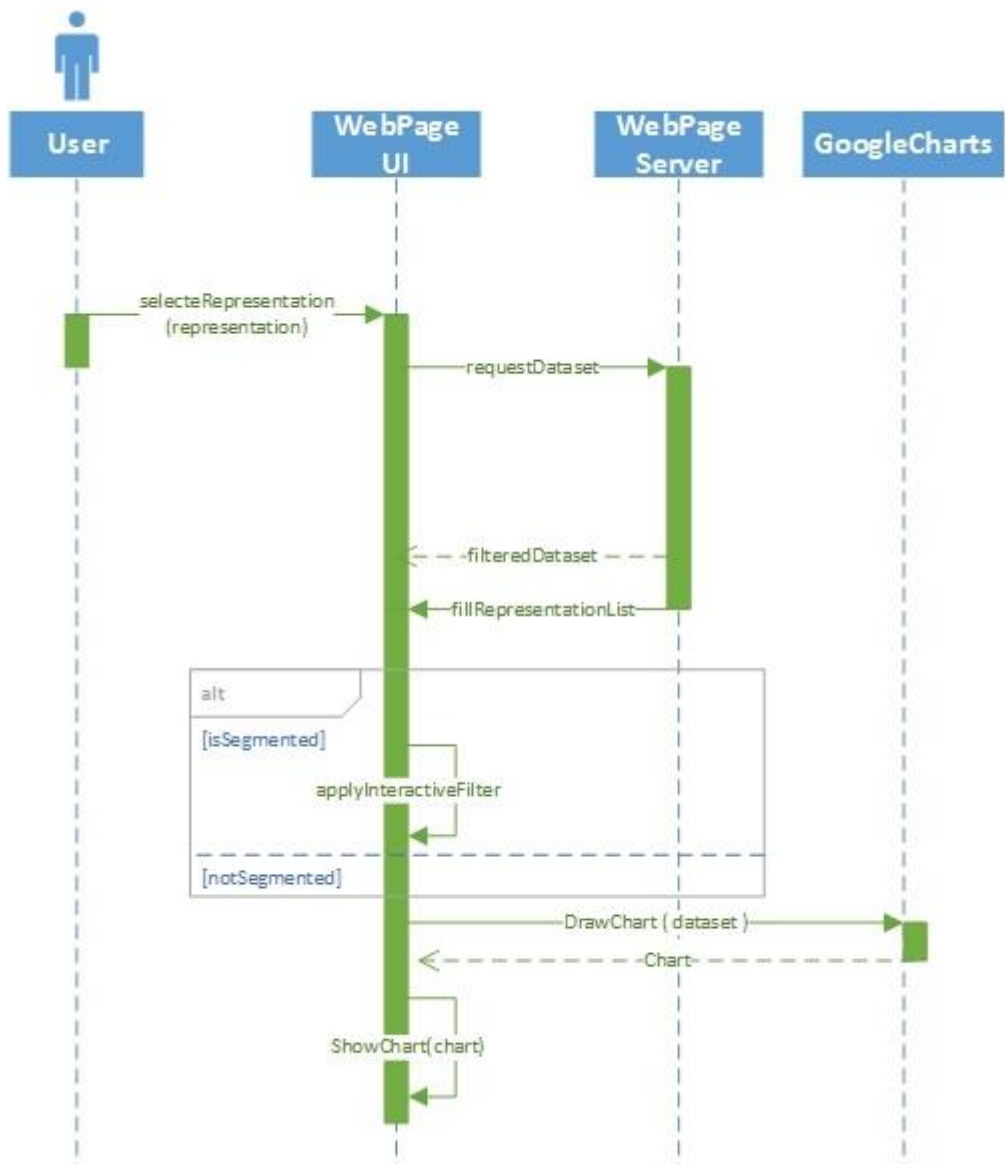 User
WebPage
UI
WebPage
Server
GoogleCharts
selecteRepresentation
(representation)
requestDataset
filteredDataset
fillRepresentationList
alt
[isSegmented]
applyInteractiveFilter
[notSegmented]
DrawChart ( dataset )
Chart
ShowChart(chart)